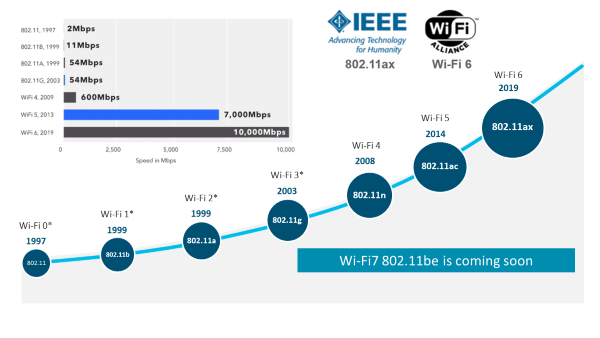 802.11, 1997
2Mbps
802.11B, 1999
11Mbps
802.11A, 1999
54Mbps
802.11G, 2003
54Mbps
WiFi 4, 2009
600Mbps
WiFi 5, 2013
7,000Mbps
WiFi 6, 2019
10,000Mbps
0
2,500
5,000
7,500
10,000
Speed in Mbps
IEEE
Advancing Technology
for Humanity
802.11ax
Wi Fi
ALLIANCE
Wi-Fi 6
Wi-Fi 0*
1997
802.11
Wi-Fi 1*
1999
802.11b
Wi-Fi 2*
1999
802.11a
Wi-Fi 3*
2003
802.11g
Wi-Fi 4
2008
802.11n
Wi-Fi 5
2014
802.11ac
Wi-Fi 6
2019
802.11ax
Wi-Fi7 802.11be is coming soon